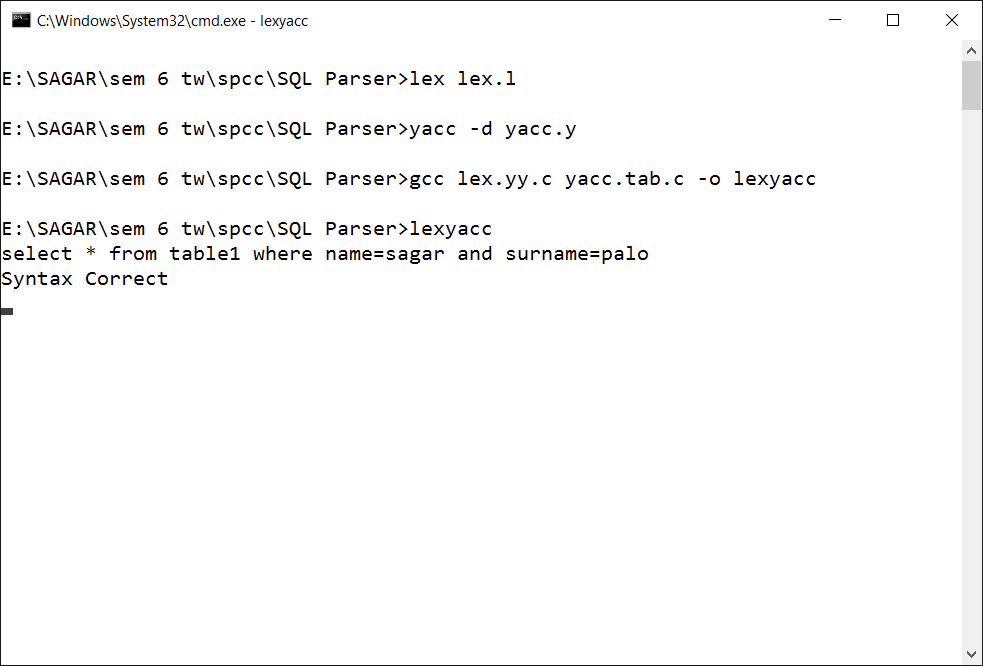 C:\Windows\System32\cmd.exe - lexyacc
E:\SAGAR\sem 6 tw\spcc\SQL Parser>lex lex.l
E:\SAGAR\sem 6 tw\spcc\SQL Parser>yacc -d yacc.y
E:\SAGAR\sem 6 tw\spcc\SQL Parser>gcc lex.yy.c yacc.tab.c -o lexyacc
E:\SAGAR\sem 6 tw\spcc\SQL Parser>lexyacc
select * from table1 where name=sagar and surname=palo
Syntax Correct